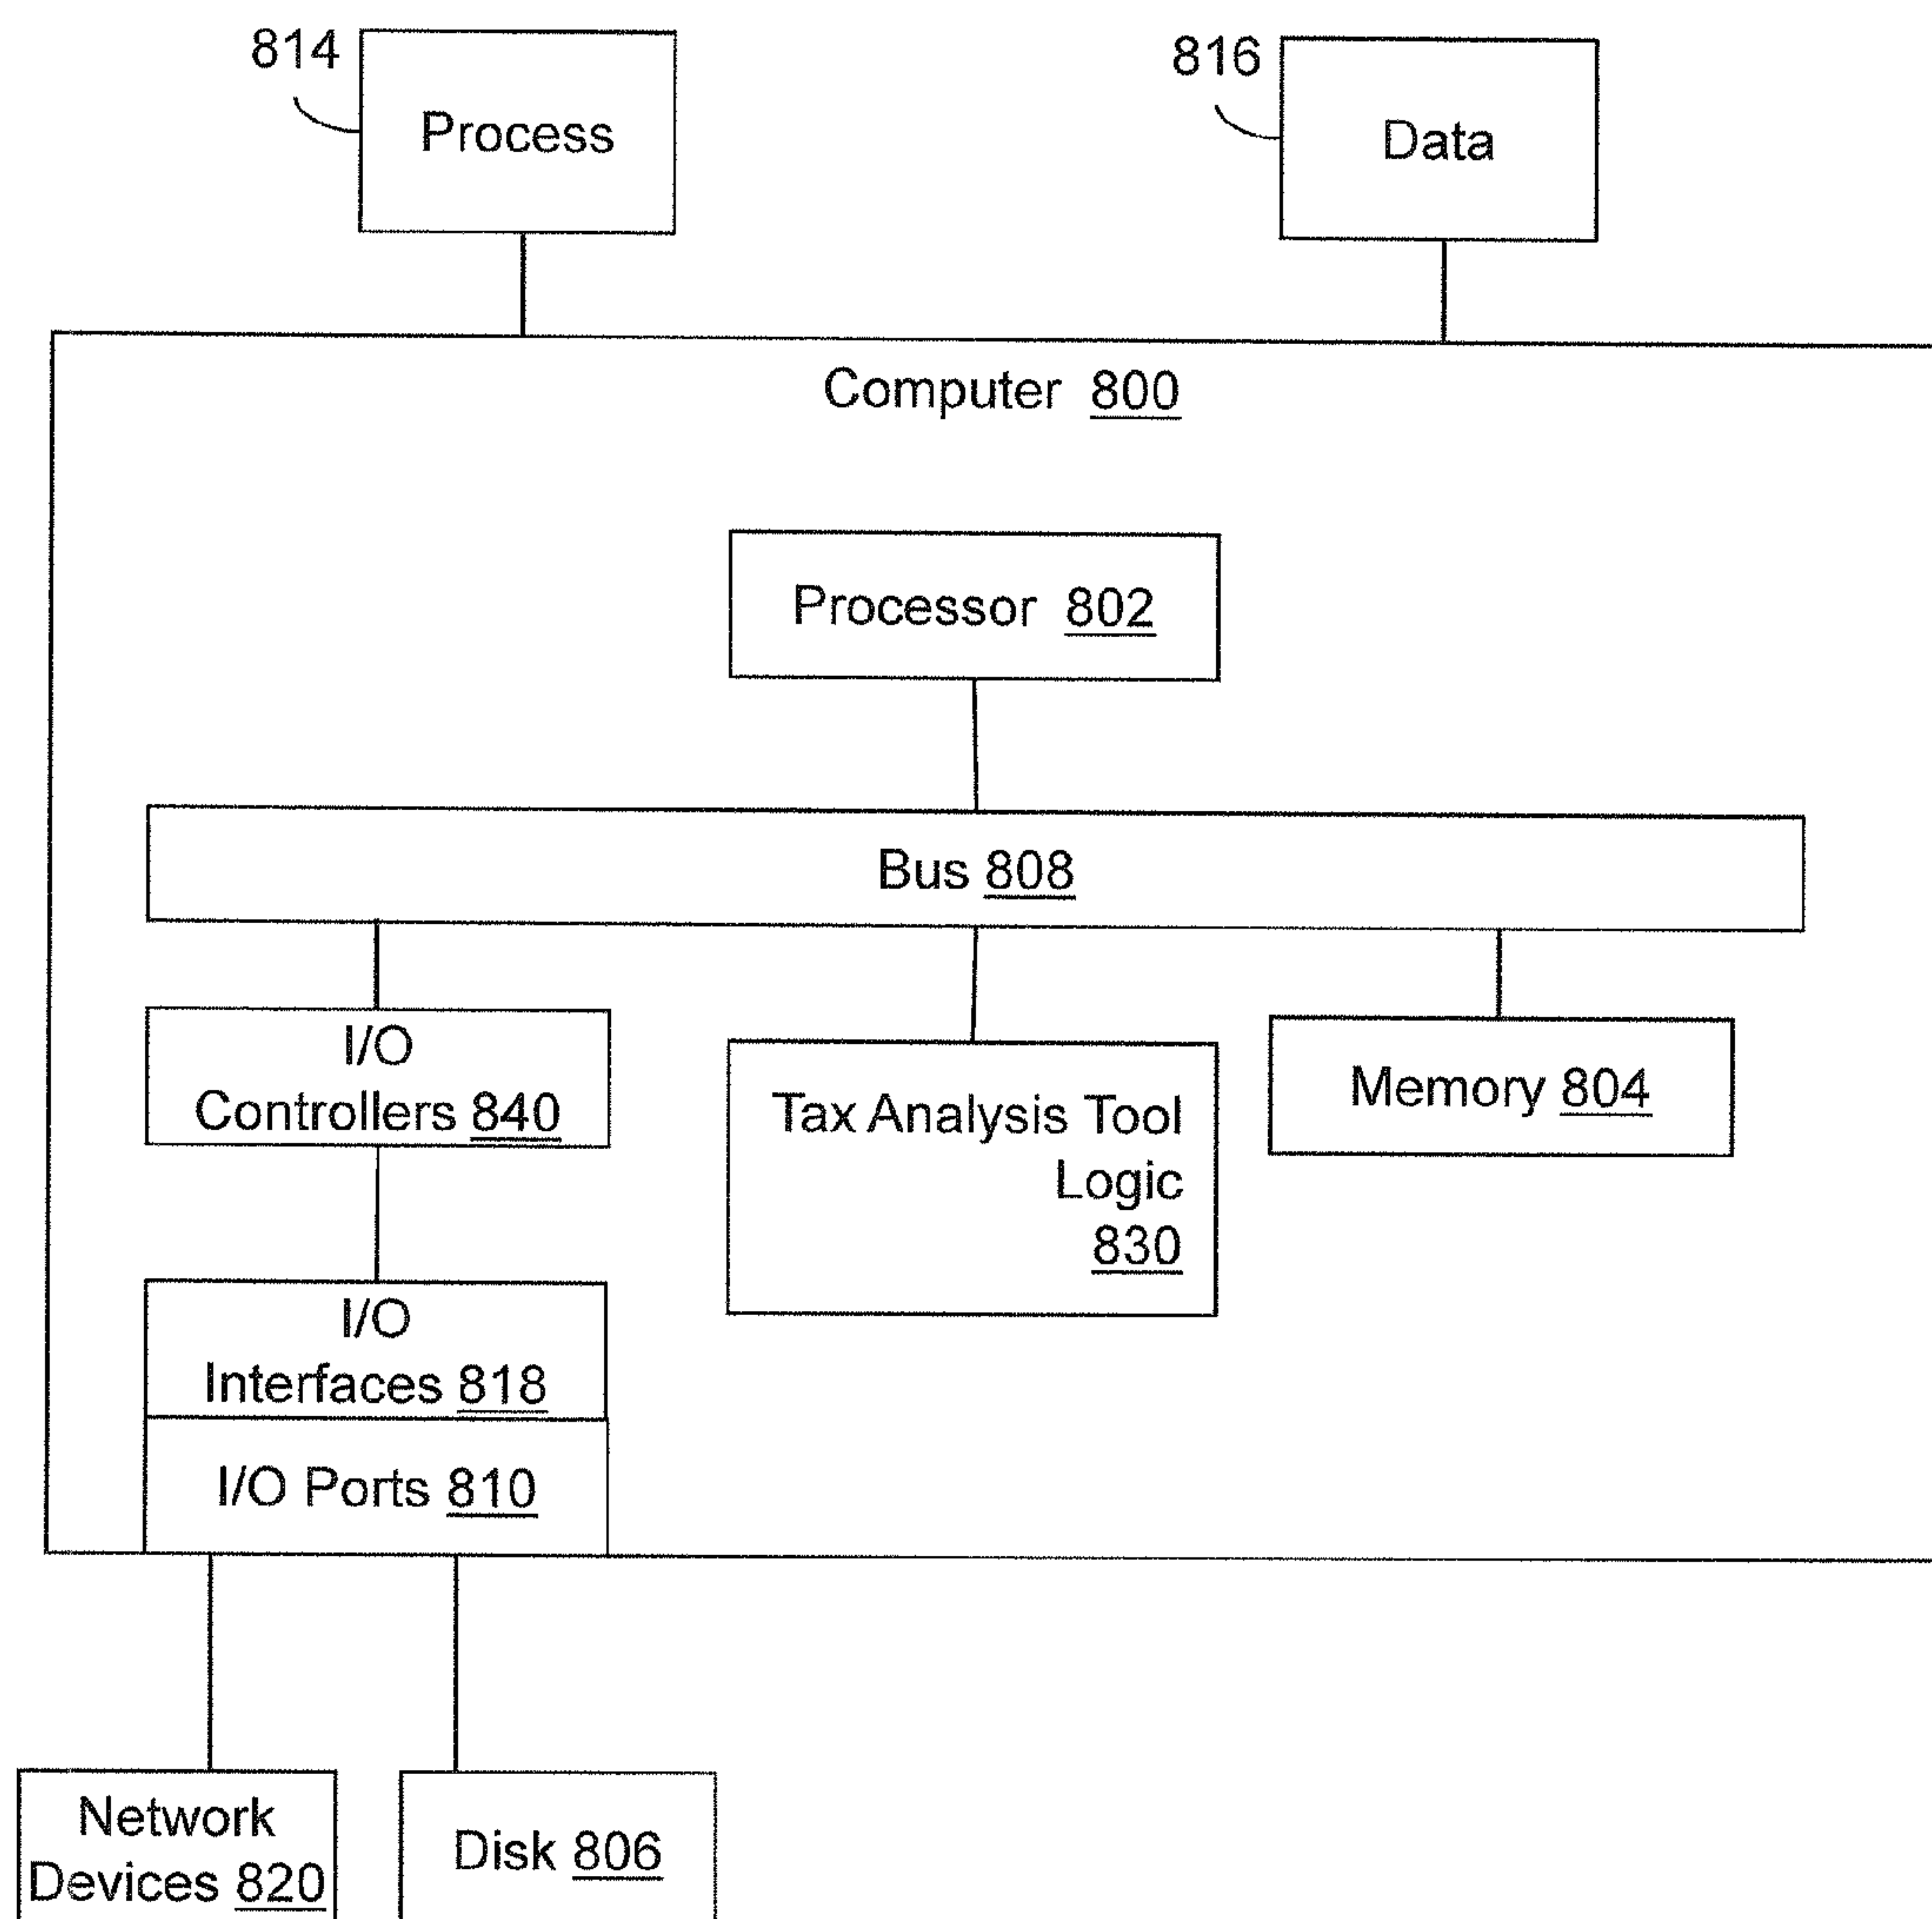 814
Process
816
Data
Computer 800
Processor 802
Bus 808
I/O
Controllers 840
Tax Analysis Tool
Logic
830
Memory 804
I/O
Interfaces 818
I/O Ports 810
Network
Devices 820
Disk 806